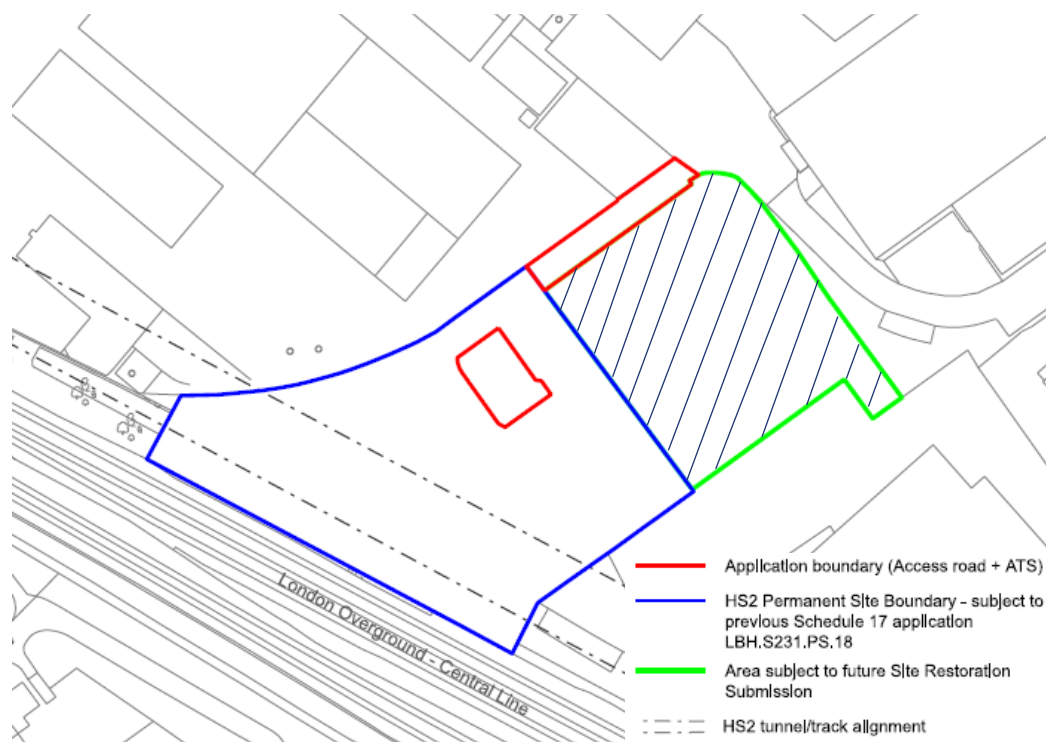 London Overground - Central Line
Application boundary (Access road + ATS)
HS2 Permanent Site Boundary - subject to
previous Schedule 17 application
LBH.S231.PS.18
Area subject to future Site Restoration
Submission
HS2 tunnel/track alignment